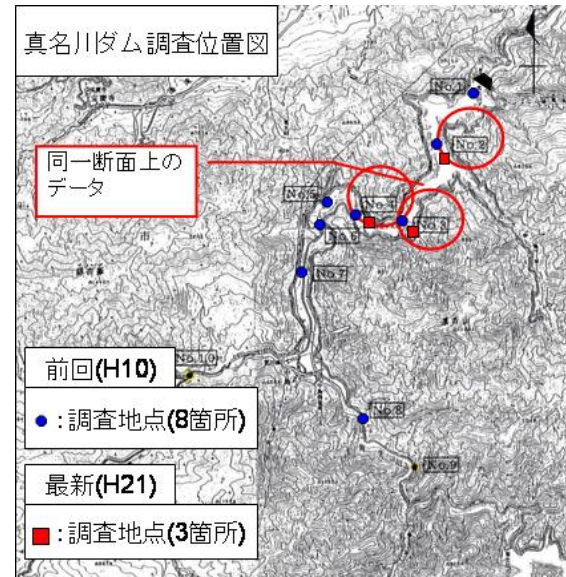 真名川ダム調査位置図
No.1
No.2
同一断面上の
データ
No.5
No.4
No.3
No.6
市
No.7
前回(H10)
No.10
●:調査地点(8箇所)
No.8
最新(H21)
No.9
■:調査地点(3箇所)